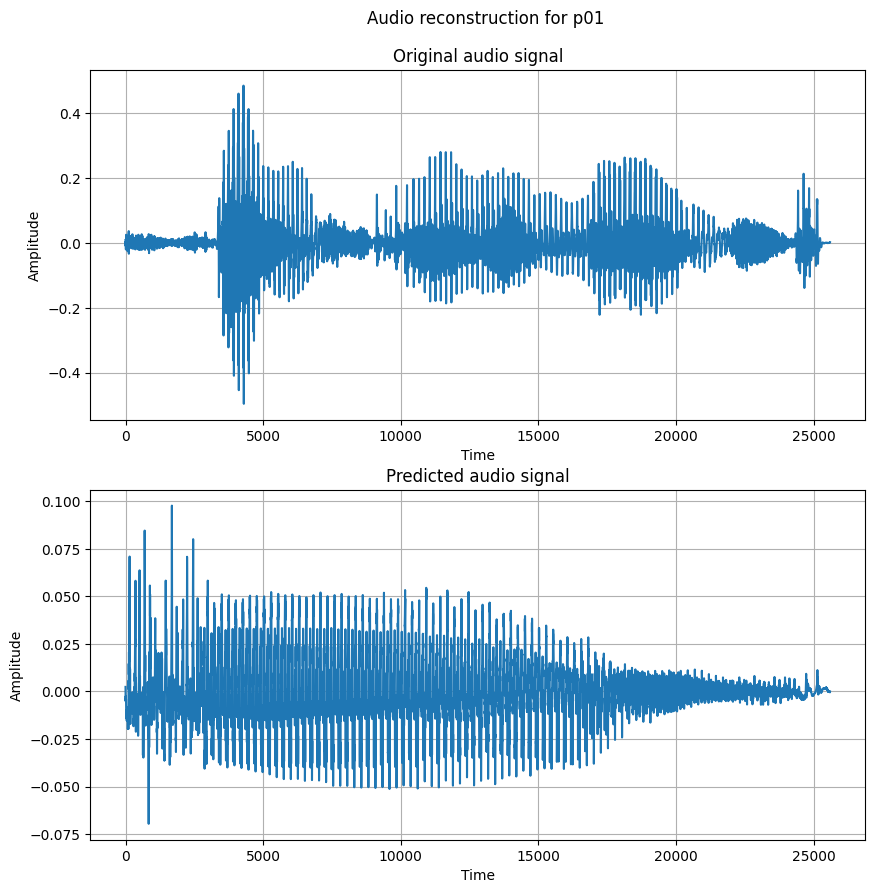 Audio reconstruction for p01
Original audio signal
Amplitude
0.4
0.2
0.0
−0.2
−0.4
0 5000 10000 15000 20000 25000
Time
Predicted audio signal
Amplitude
0.100
0.075
0.050
0.025
0.000
−0.025
−0.050
−0.075
0 5000 10000 15000 20000 25000
Time